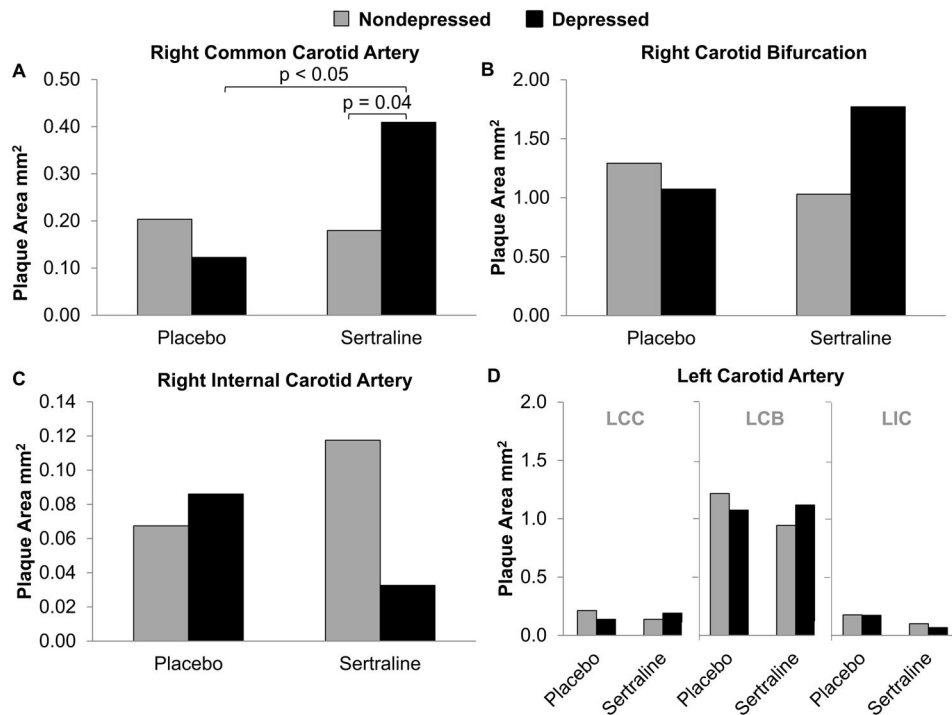 Nondepressed Depressed
A Right Common Carotid Artery
Plaque Area mm²
0.50
0.40
0.30
0.20
0.10
0.00
p < 0.05
p = 0.04
Placebo Sertraline
B Right Carotid Bifurcation
Plaque Area mm²
2.00
1.50
1.00
0.50
0.00
Placebo Sertraline
C Right Internal Carotid Artery
Plaque Area mm²
0.14
0.12
0.10
0.08
0.06
0.04
0.02
0.00
Placebo Sertraline
D Left Carotid Artery
Plaque Area mm²
2.0
1.5
1.0
0.5
0.0
LCC LCB LIC
Placebo Sertraline Placebo Sertraline Placebo Sertraline